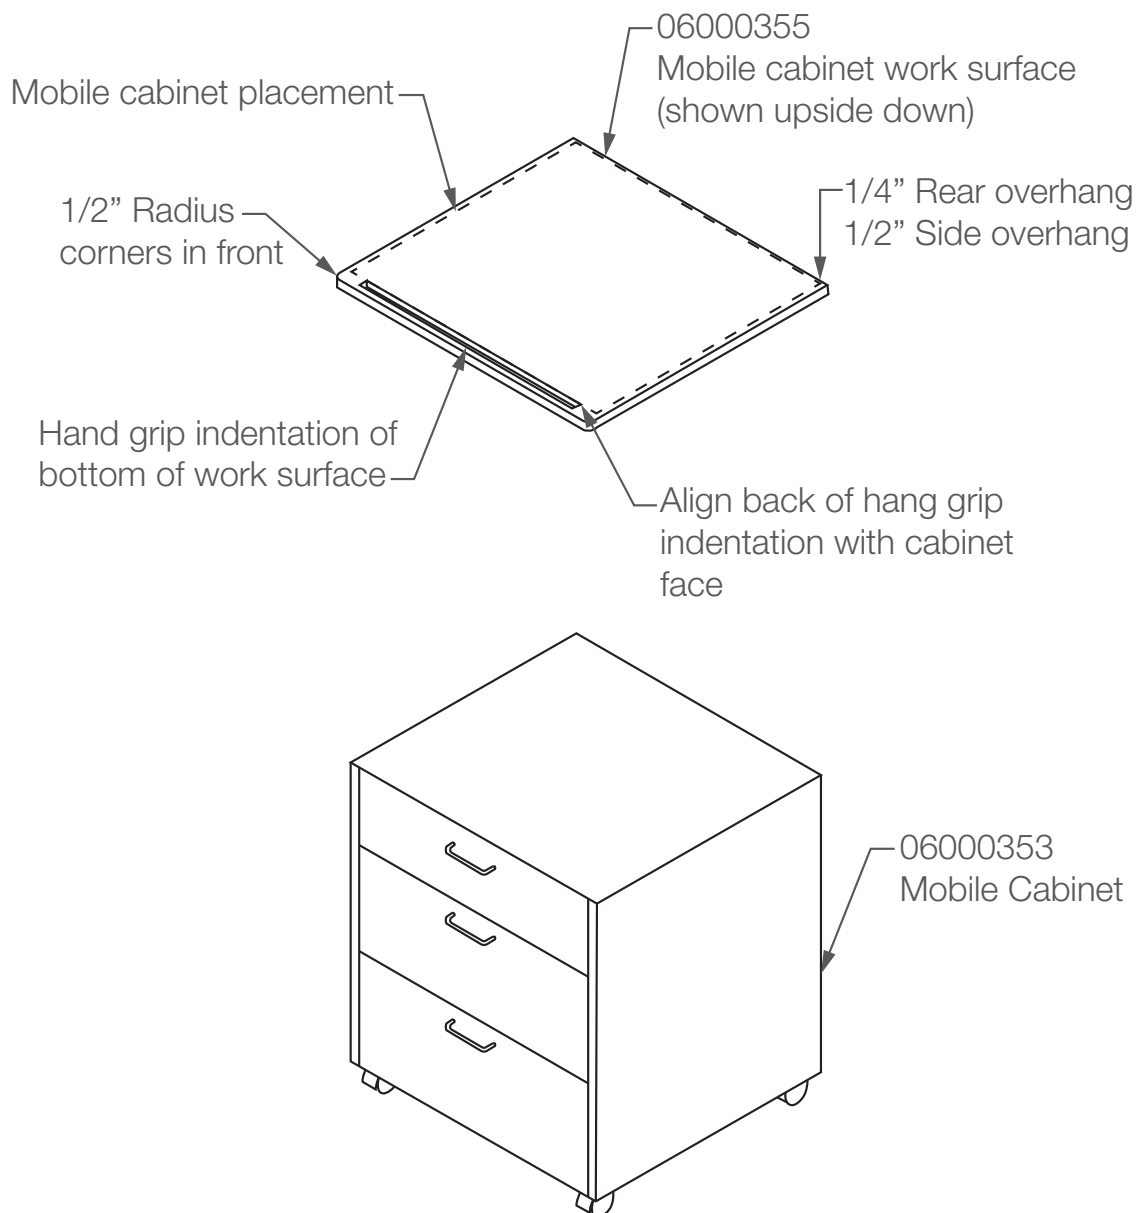 06000355
Mobile cabinet work surface
(shown upside down)
Mobile cabinet placement
1/2” Radius
corners in front
1/4” Rear overhang
1/2” Side overhang
Hand grip indentation of
bottom of work surface
Align back of hang grip
indentation with cabinet
face
06000353
Mobile Cabinet